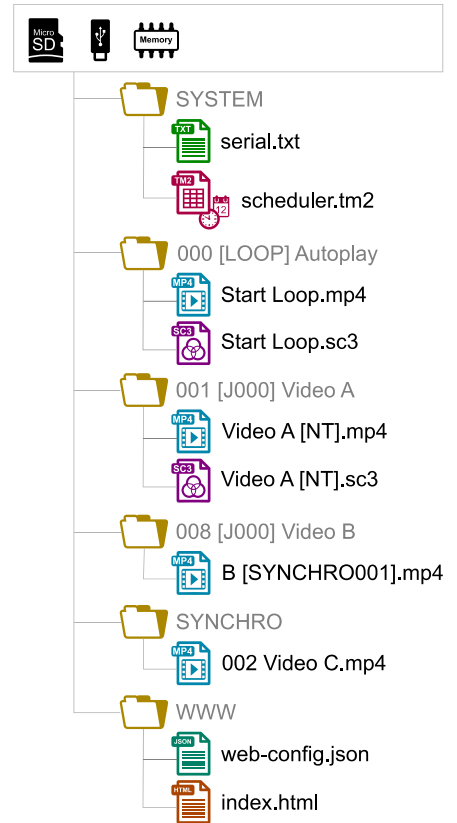 Micro
SD
Memory
SYSTEM
TXT
serial.txt
TM2
12
scheduler.tm2
000 [LOOP] Autoplay
MP4
Start Loop.mp4
SC3
Start Loop.sc3
001 [J000] Video A
MP4
Video A [NT].mp4
SC3
Video A [NT].sc3
008 [J000] Video B
MP4
B [SYNCHRO001].mp4
SYNCHRO
MP4
002 Video C.mp4
WWW
JSON
web-config.json
HTML
index.html